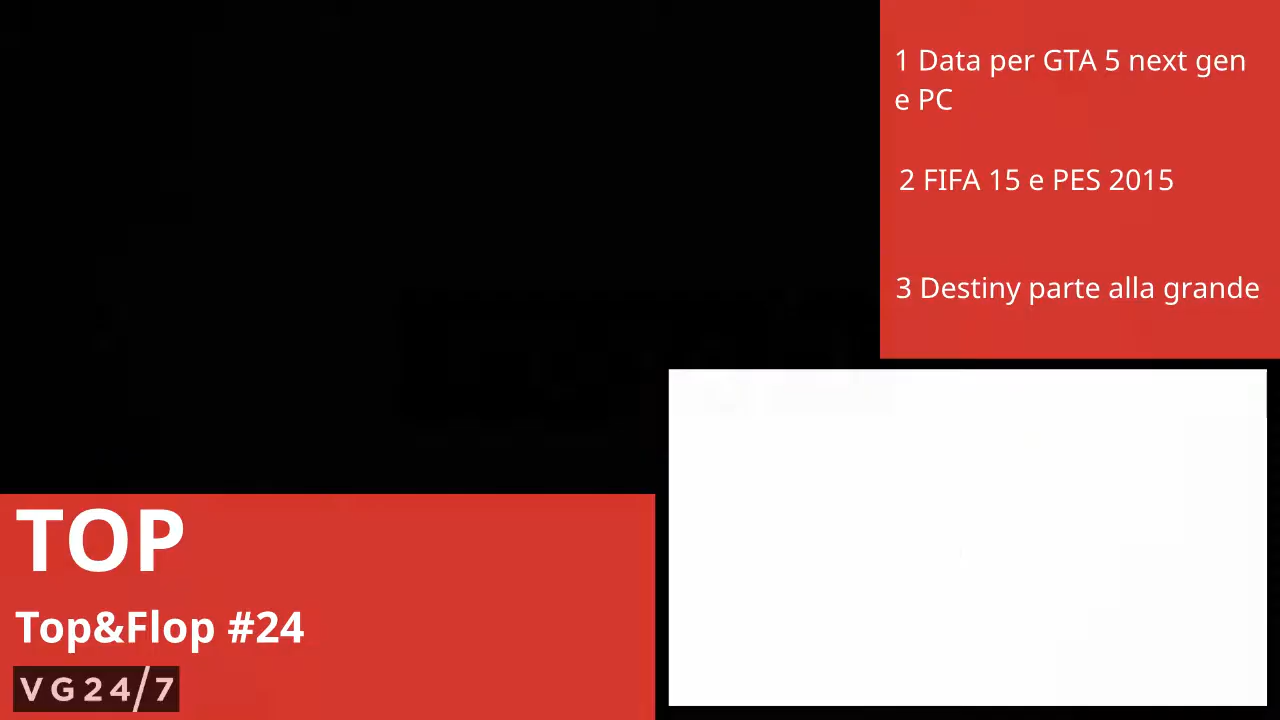 1 Data per GTA 5 next gen
e PC
2 FIFA 15 e PES 2015
3 Destiny parte alla grande
TOP
Top&Flop #24
VG24/7